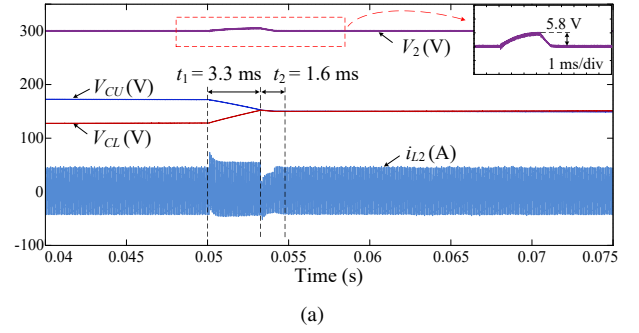 (a)
400
300
200
100
0
-100
V2 (V)
5.8 V
1 ms/div
t1 = 3.3 ms
t2 = 1.6 ms
VCU (V)
VCL (V)
iL2 (A)
0.04
0.045
0.05
0.055
0.06
0.065
0.07
0.075
Time (s)
(a)